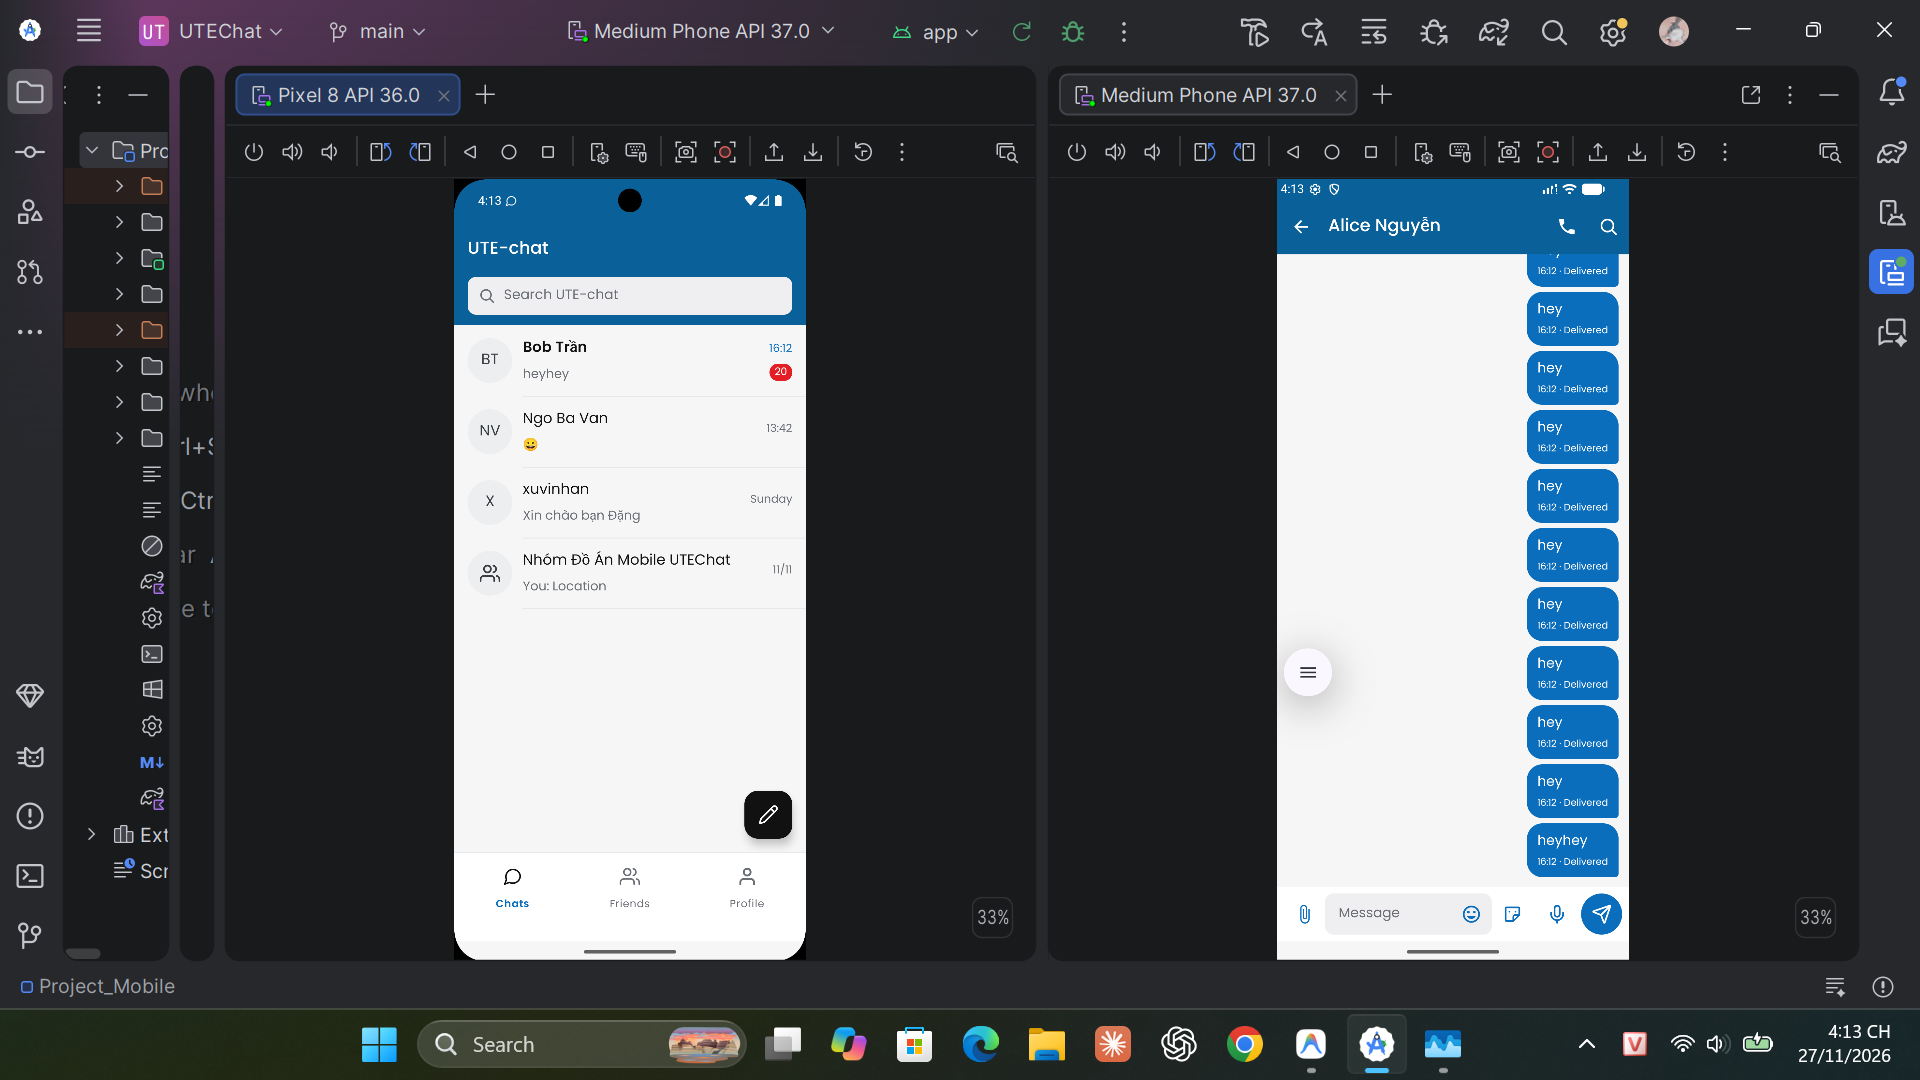 UT UTEChat
main
Medium Phone API 37.0
app
Pixel 8 API 36.0
Medium Phone API 37.0
Pro
Ext
Scr
M↓
rl+S
Ctr
e to
4:13
UTE-chat
Search UTE-chat
BT
Bob Trần
16:12
heyhey
20
NV
Ngo Ba Van
13:42
😀
X
xuvinhan
Sunday
Xin chào bạn Đặng
Nhóm Đồ Án Mobile UTEChat
11/11
You: Location
Chats
Friends
Profile
33%
4:13
Alice Nguyễn
16:12 · Delivered
hey
16:12 · Delivered
hey
16:12 · Delivered
hey
16:12 · Delivered
hey
16:12 · Delivered
hey
16:12 · Delivered
hey
16:12 · Delivered
hey
16:12 · Delivered
hey
16:12 · Delivered
hey
16:12 · Delivered
heyhey
16:12 · Delivered
Message
33%
Project_Mobile
Search
V
4:13 CH
27/11/2026